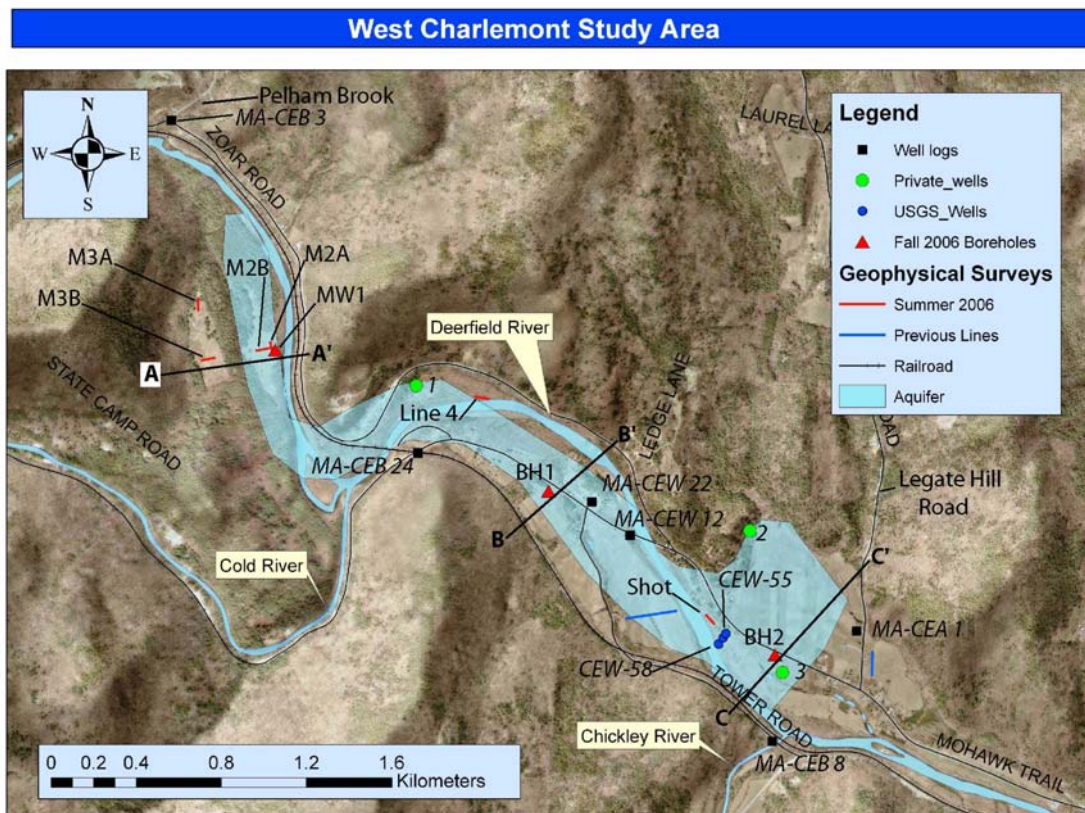 West Charlemont Study Area
N
W
E
S
Pelham Brook
MA-CEB 3
ZOAR ROAD
M3A
M2B
M2A
MW1
M3B
A
A'
STATE CAMP ROAD
Deerfield River
1
Line 4
MA-CEB 24
BH1
B
B'
LEDGE LANE
MA-CEW 22
MA-CEW 12
2
Cold River
Shot
CEW-55
CEW-58
BH2
3
C
C'
TOWER ROAD
Legate Hill
Road
MA-CEA 1
Chickley River
MA-CEB 8
MOHAWK TRAIL
LAUREL
ROAD
Legend
Well logs
Private_wells
USGS_Wells
Fall 2006 Boreholes
Geophysical Surveys
Summer 2006
Previous Lines
Railroad
Aquifer
0 0.2 0.4 0.8 1.2 1.6
Kilometers